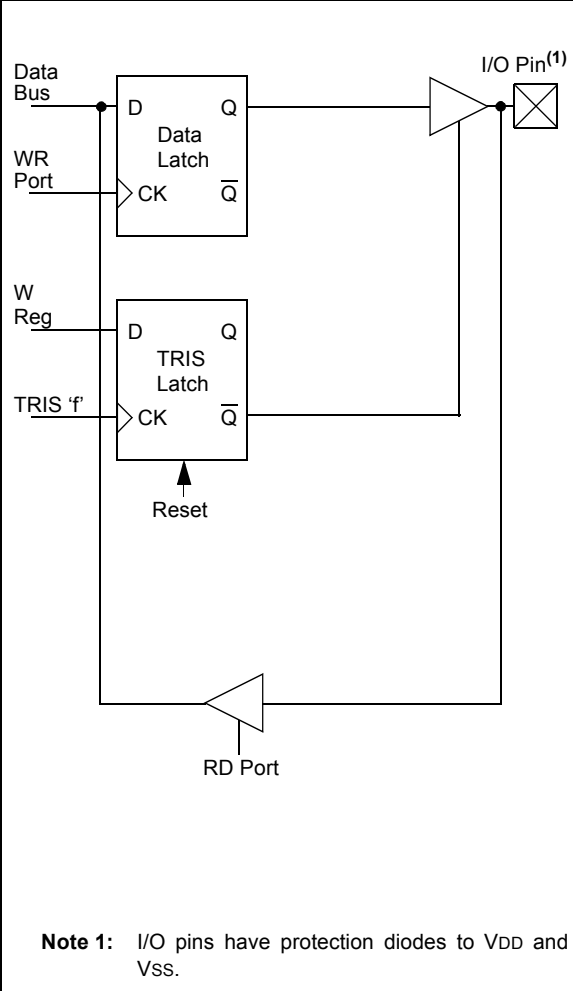 Data
Bus
I/O Pin(1)
D
Q
Data
Latch
WR
Port
CK
Q̅
W
Reg
D
Q
TRIS
Latch
TRIS ‘f’
CK
Q̅
Reset
RD Port
Note 1: I/O pins have protection diodes to VDD and
VSS.